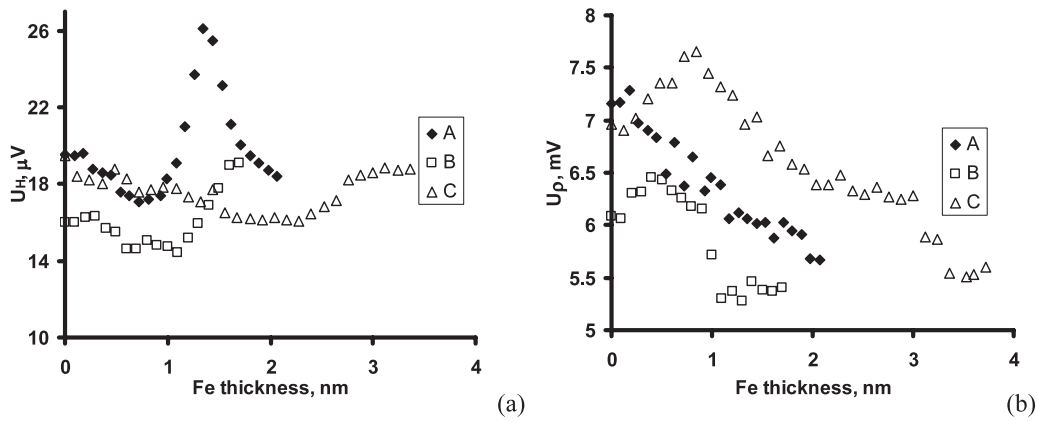 26
22
18
14
10
0
1
2
3
4
U_H, μV
Fe thickness, nm
A
B
C
(a)
8
7.5
7
6.5
6
5.5
5
0
1
2
3
4
Uρ, mV
Fe thickness, nm
A
B
C
(b)